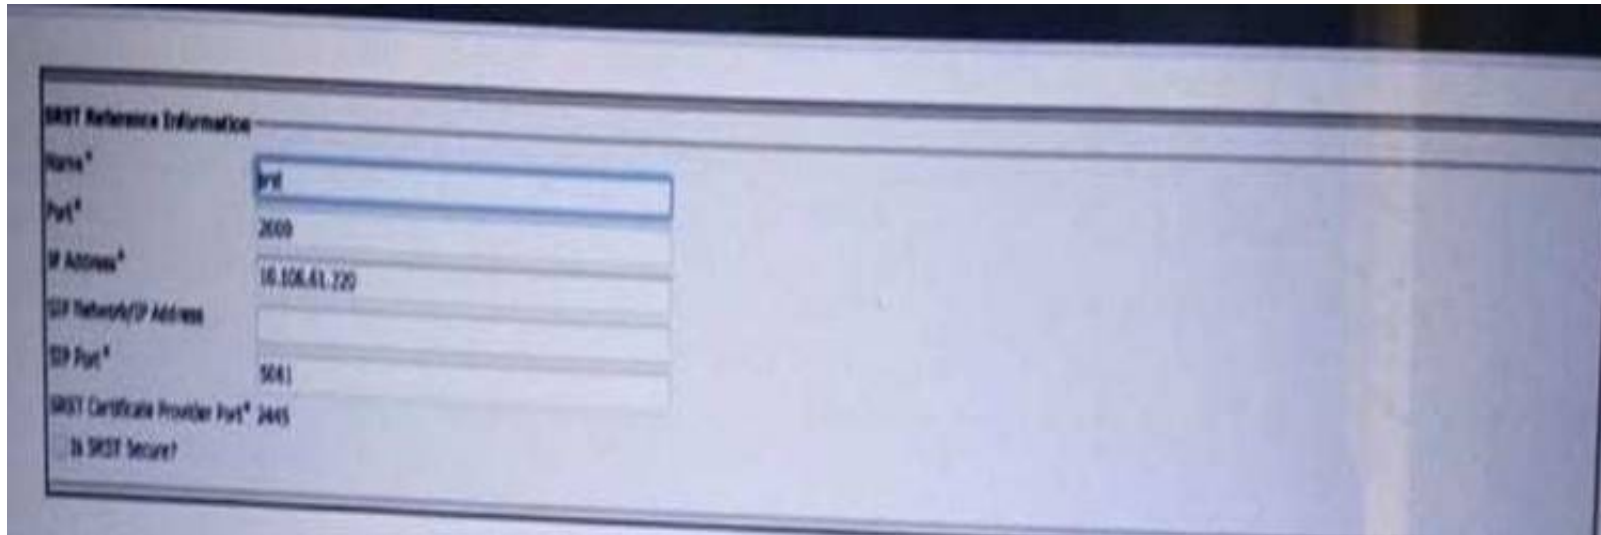 SRST Reference Information
Name* srst
Port* 2000
IP Address* 10.106.61.220
SIP Network/IP Address
SIP Port* 5061
SRST Certificate Provider Port* 2445
Is SRST Secure?